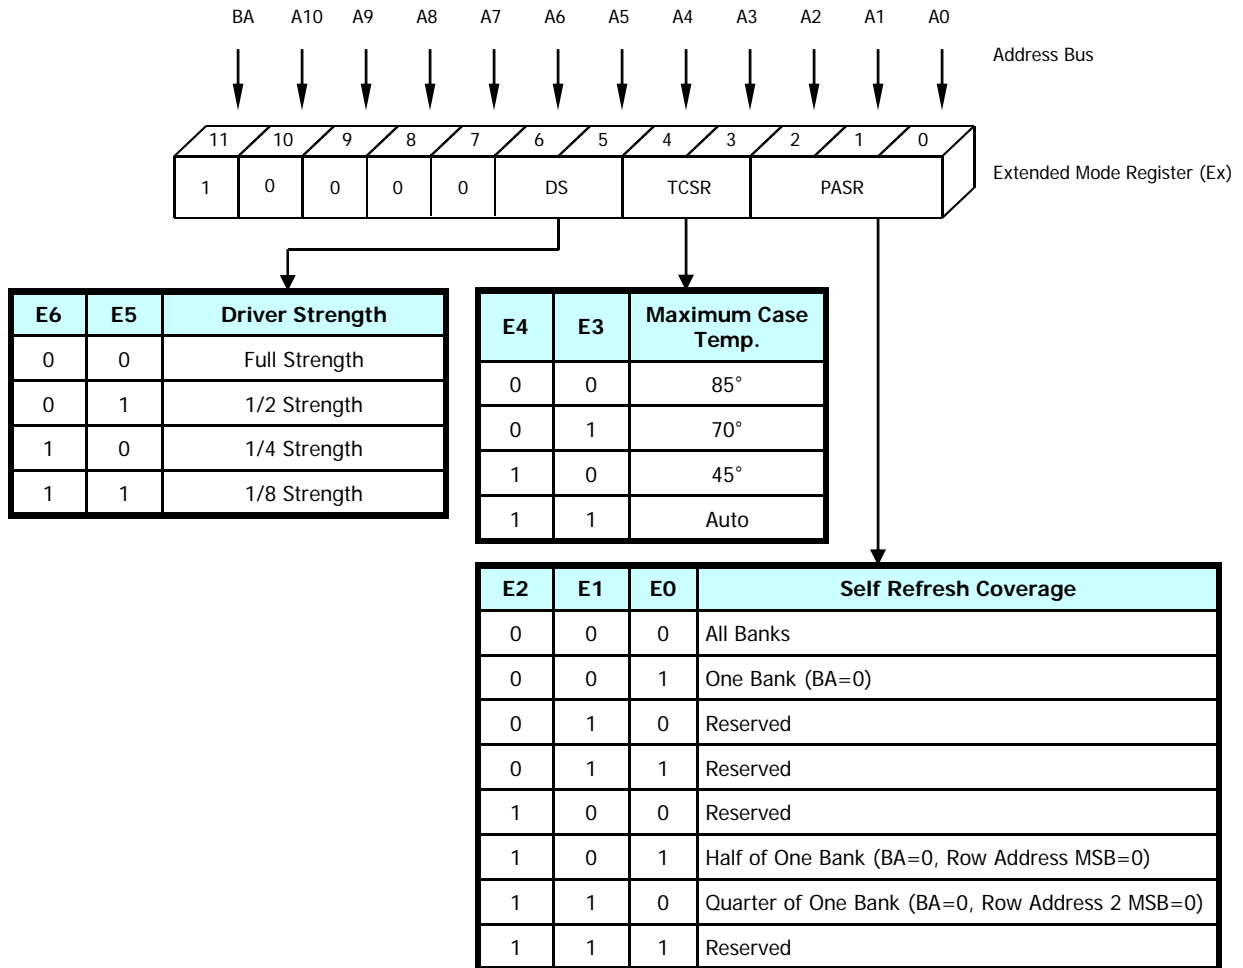 BA A10 A9 A8 A7 A6 A5 A4 A3 A2 A1 A0
Address Bus
11 10 9 8 7 6 5 4 3 2 1 0
1 0 0 0 0 DS TCSR PASR
Extended Mode Register (Ex)
E6 E5 Driver Strength
0 0 Full Strength
0 1 1/2 Strength
1 0 1/4 Strength
1 1 1/8 Strength
E4 E3 Maximum Case
Temp.
0 0 85°
0 1 70°
1 0 45°
1 1 Auto
E2 E1 E0 Self Refresh Coverage
0 0 0 All Banks
0 0 1 One Bank (BA=0)
0 1 0 Reserved
0 1 1 Reserved
1 0 0 Reserved
1 0 1 Half of One Bank (BA=0, Row Address MSB=0)
1 1 0 Quarter of One Bank (BA=0, Row Address 2 MSB=0)
1 1 1 Reserved